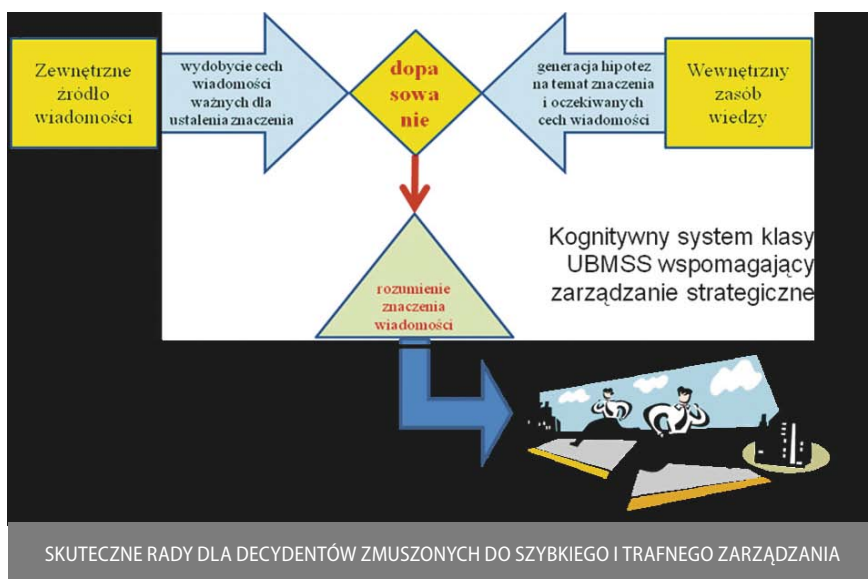 Zewnętrzne
źródło
wiadomości
wydobycie cech
wiadomości
ważnych dla
ustalenia znaczenia
dopa
sowa
nie
generacja hipotez
na temat znaczenia
i oczekiwanych
cech wiadomości
Wewnętrzny
zasób
wiedzy
rozumienie
znaczenia
wiadomości
Kognitywny system klasy
UBMSS wspomagający
zarządzanie strategiczne
SKUTECZNE RADY DLA DECYDENTÓW ZMUSZONYCH DO SZYBKIEGO I TRAFNEGO ZARZĄDZANIA